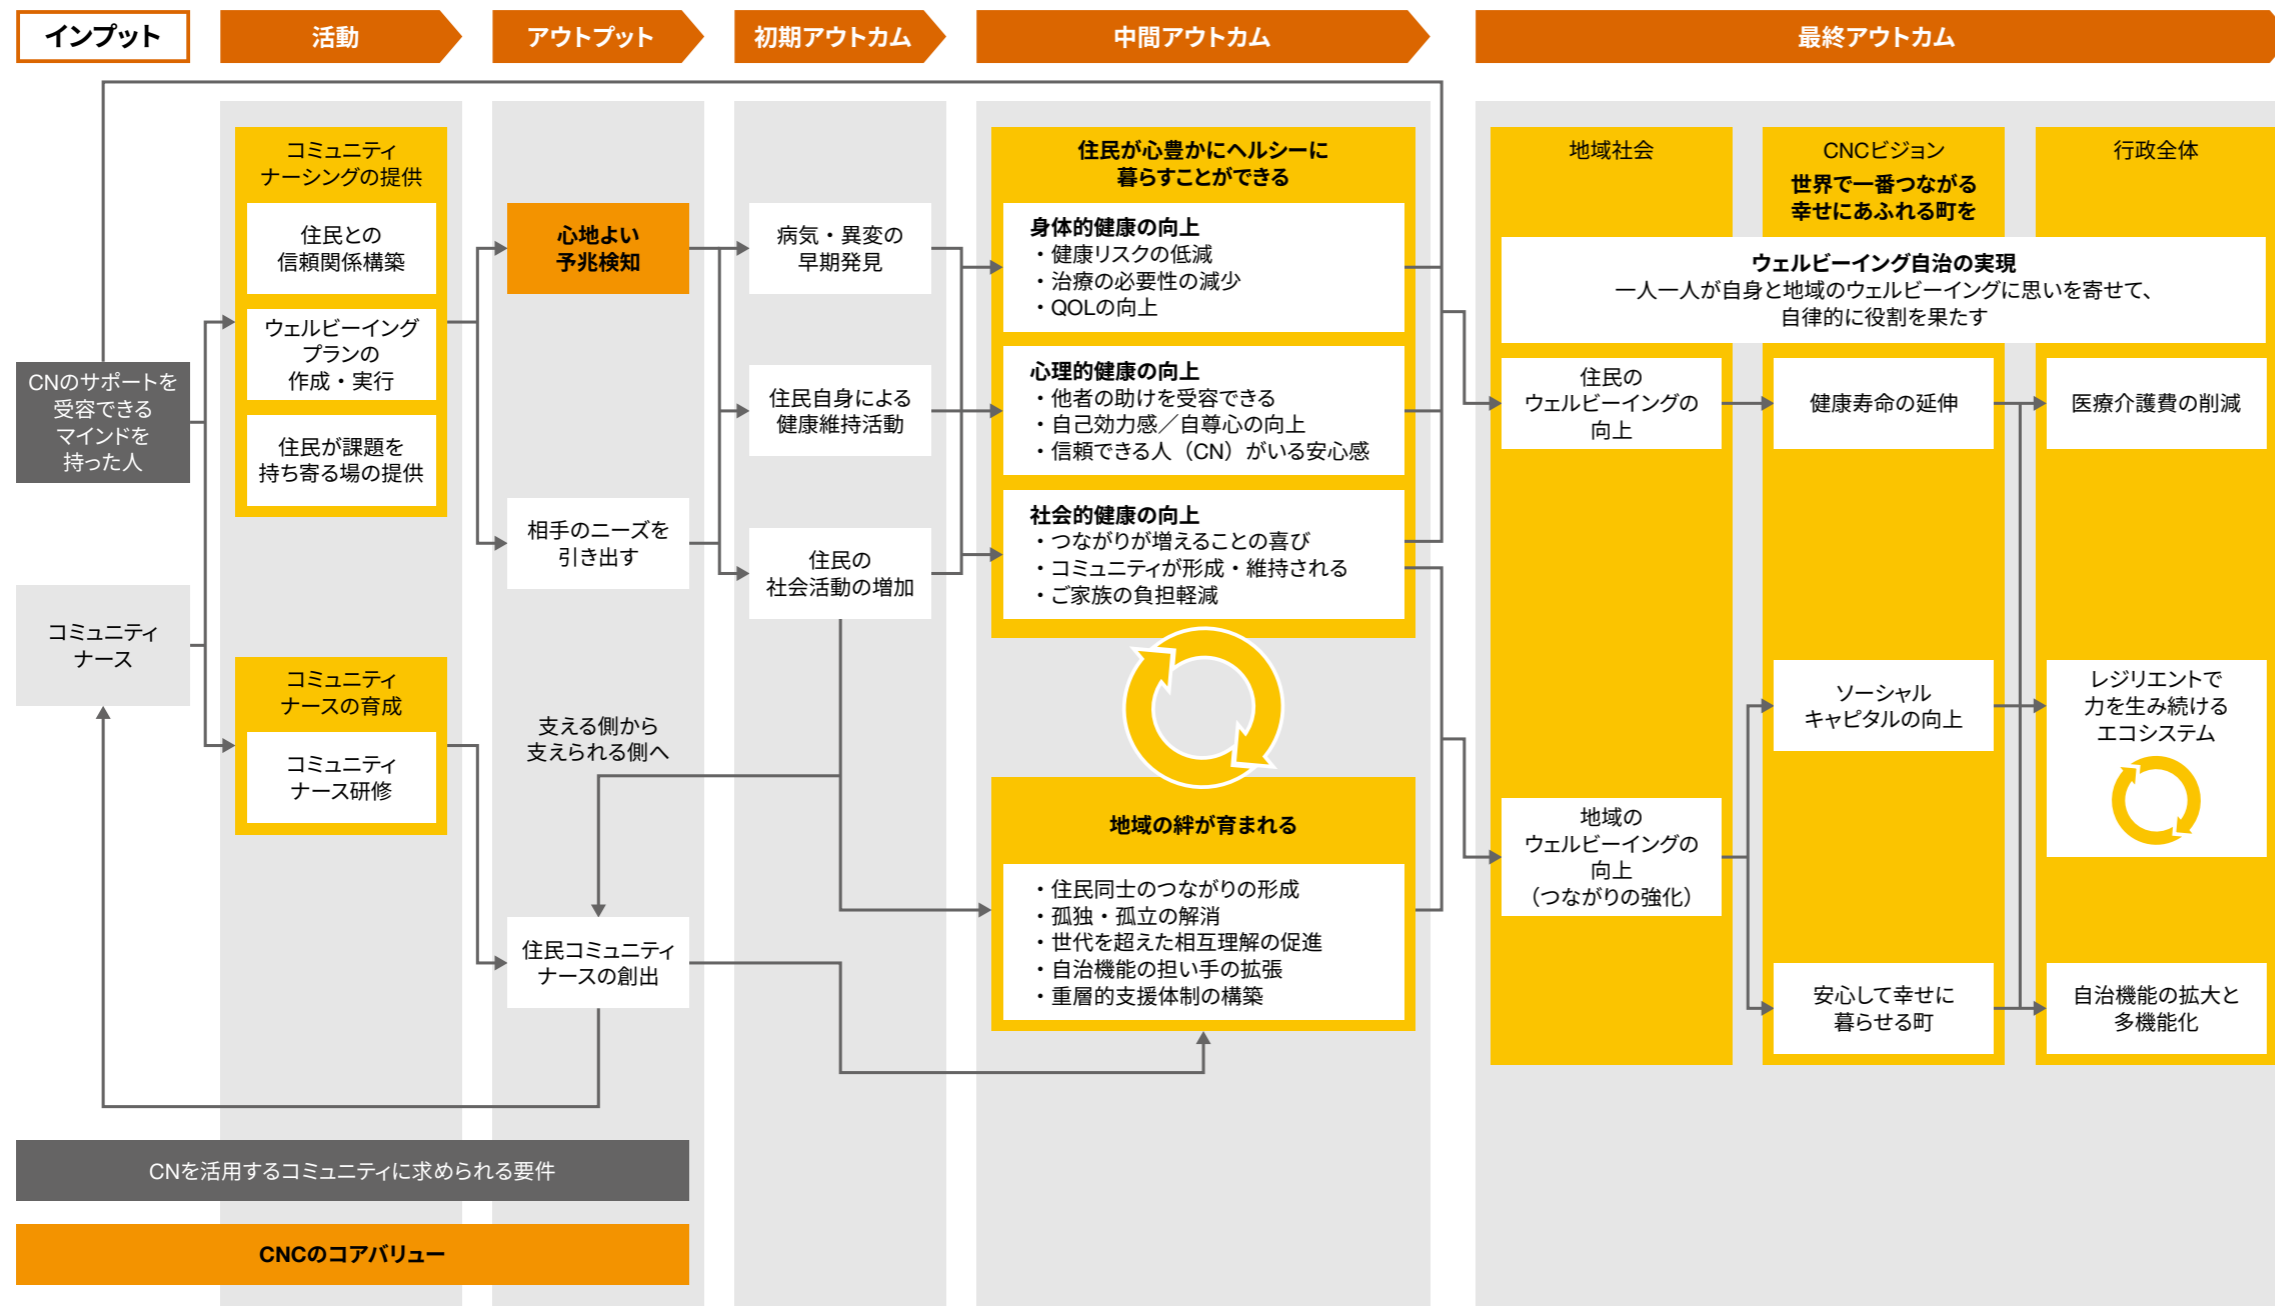 インプット
活動
アウトプット
初期アウトカム
中間アウトカム
最終アウトカム
CNのサポートを
受容できる
マインドを
持った人
コミュニティ
ナース
コミュニティ
ナーシングの提供
住民との
信頼関係構築
ウェルビーイング
プランの
作成・実行
住民が課題を
持ち寄る場の提供
コミュニティ
ナースの育成
コミュニティ
ナース研修
心地よい
予兆検知
相手のニーズを
引き出す
支える側から
支えられる側へ
住民コミュニティ
ナースの創出
病気・異変の
早期発見
住民自身による
健康維持活動
住民の
社会活動の増加
住民が心豊かにヘルシーに
暮らすことができる
身体的健康の向上
・健康リスクの低減
・治療の必要性の減少
・QOLの向上
心理的健康の向上
・他者の助けを受容できる
・自己効力感／自尊心の向上
・信頼できる人（CN）がいる安心感
社会的健康の向上
・つながりが増えることの喜び
・コミュニティが形成・維持される
・ご家族の負担軽減
地域の絆が育まれる
・住民同士のつながりの形成
・孤独・孤立の解消
・世代を超えた相互理解の促進
・自治機能の担い手の拡張
・重層的支援体制の構築
地域社会
CNCビジョン
世界で一番つながる
幸せにあふれる町を
行政全体
ウェルビーイング自治の実現
一人一人が自身と地域のウェルビーイングに思いを寄せて、
自律的に役割を果たす
住民の
ウェルビーイングの
向上
健康寿命の延伸
医療介護費の削減
ソーシャル
キャピタルの向上
レジリエントで
力を生み続ける
エコシステム
地域の
ウェルビーイングの
向上
（つながりの強化）
安心して幸せに
暮らせる町
自治機能の拡大と
多機能化
CNを活用するコミュニティに求められる要件
CNCのコアバリュー